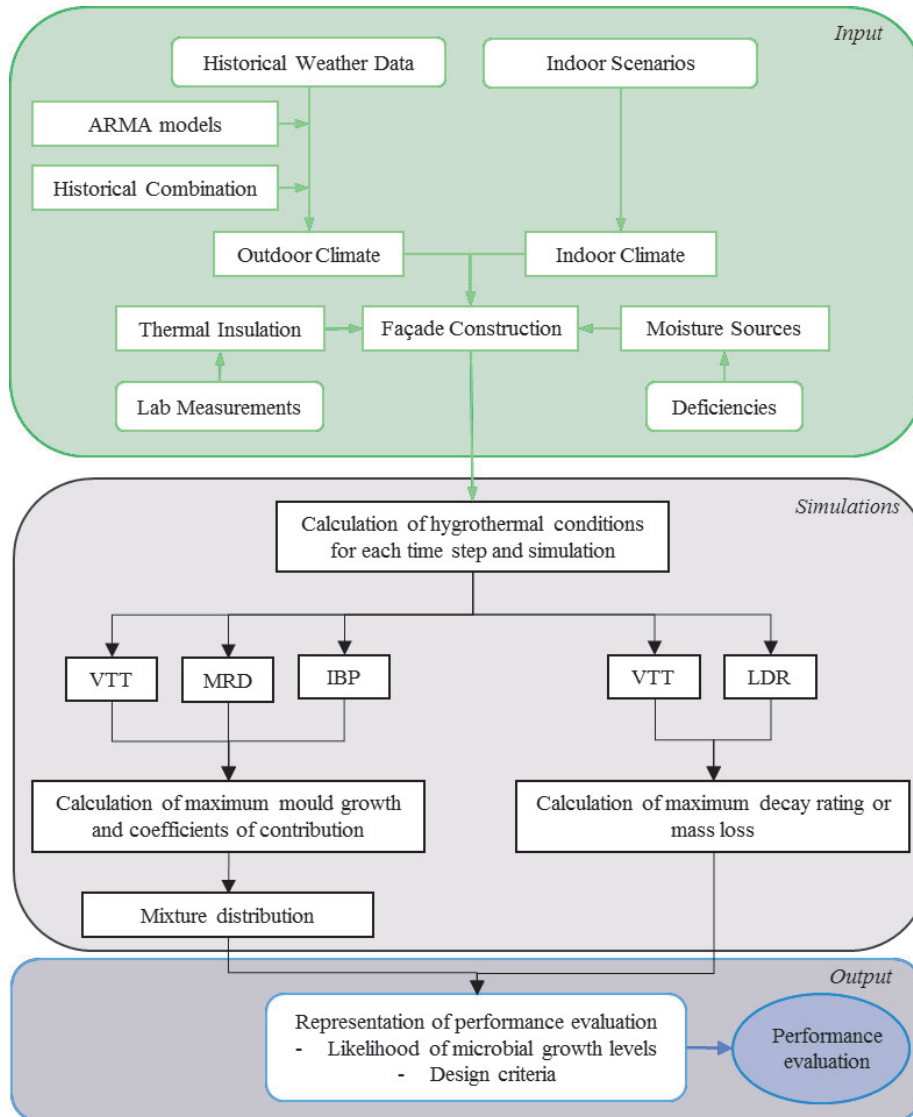 Input
Historical Weather Data
Indoor Scenarios
ARMA models
Historical Combination
Outdoor Climate
Indoor Climate
Thermal Insulation
Façade Construction
Moisture Sources
Lab Measurements
Deficiencies
Simulations
Calculation of hygrothermal conditions
for each time step and simulation
VTT
MRD
IBP
VTT
LDR
Calculation of maximum mould growth
and coefficients of contribution
Calculation of maximum decay rating or
mass loss
Mixture distribution
Output
Representation of performance evaluation
- Likelihood of microbial growth levels
- Design criteria
Performance
evaluation